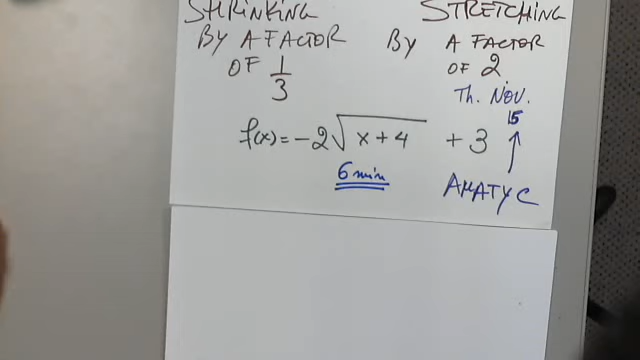 SHRINKING STRETCHING
BY A FACTOR BY A FACTOR
OF 1/3 OF 2
Th. NOV.
15
f(x)=-2√(x+4) +3
6 min
AMATYC